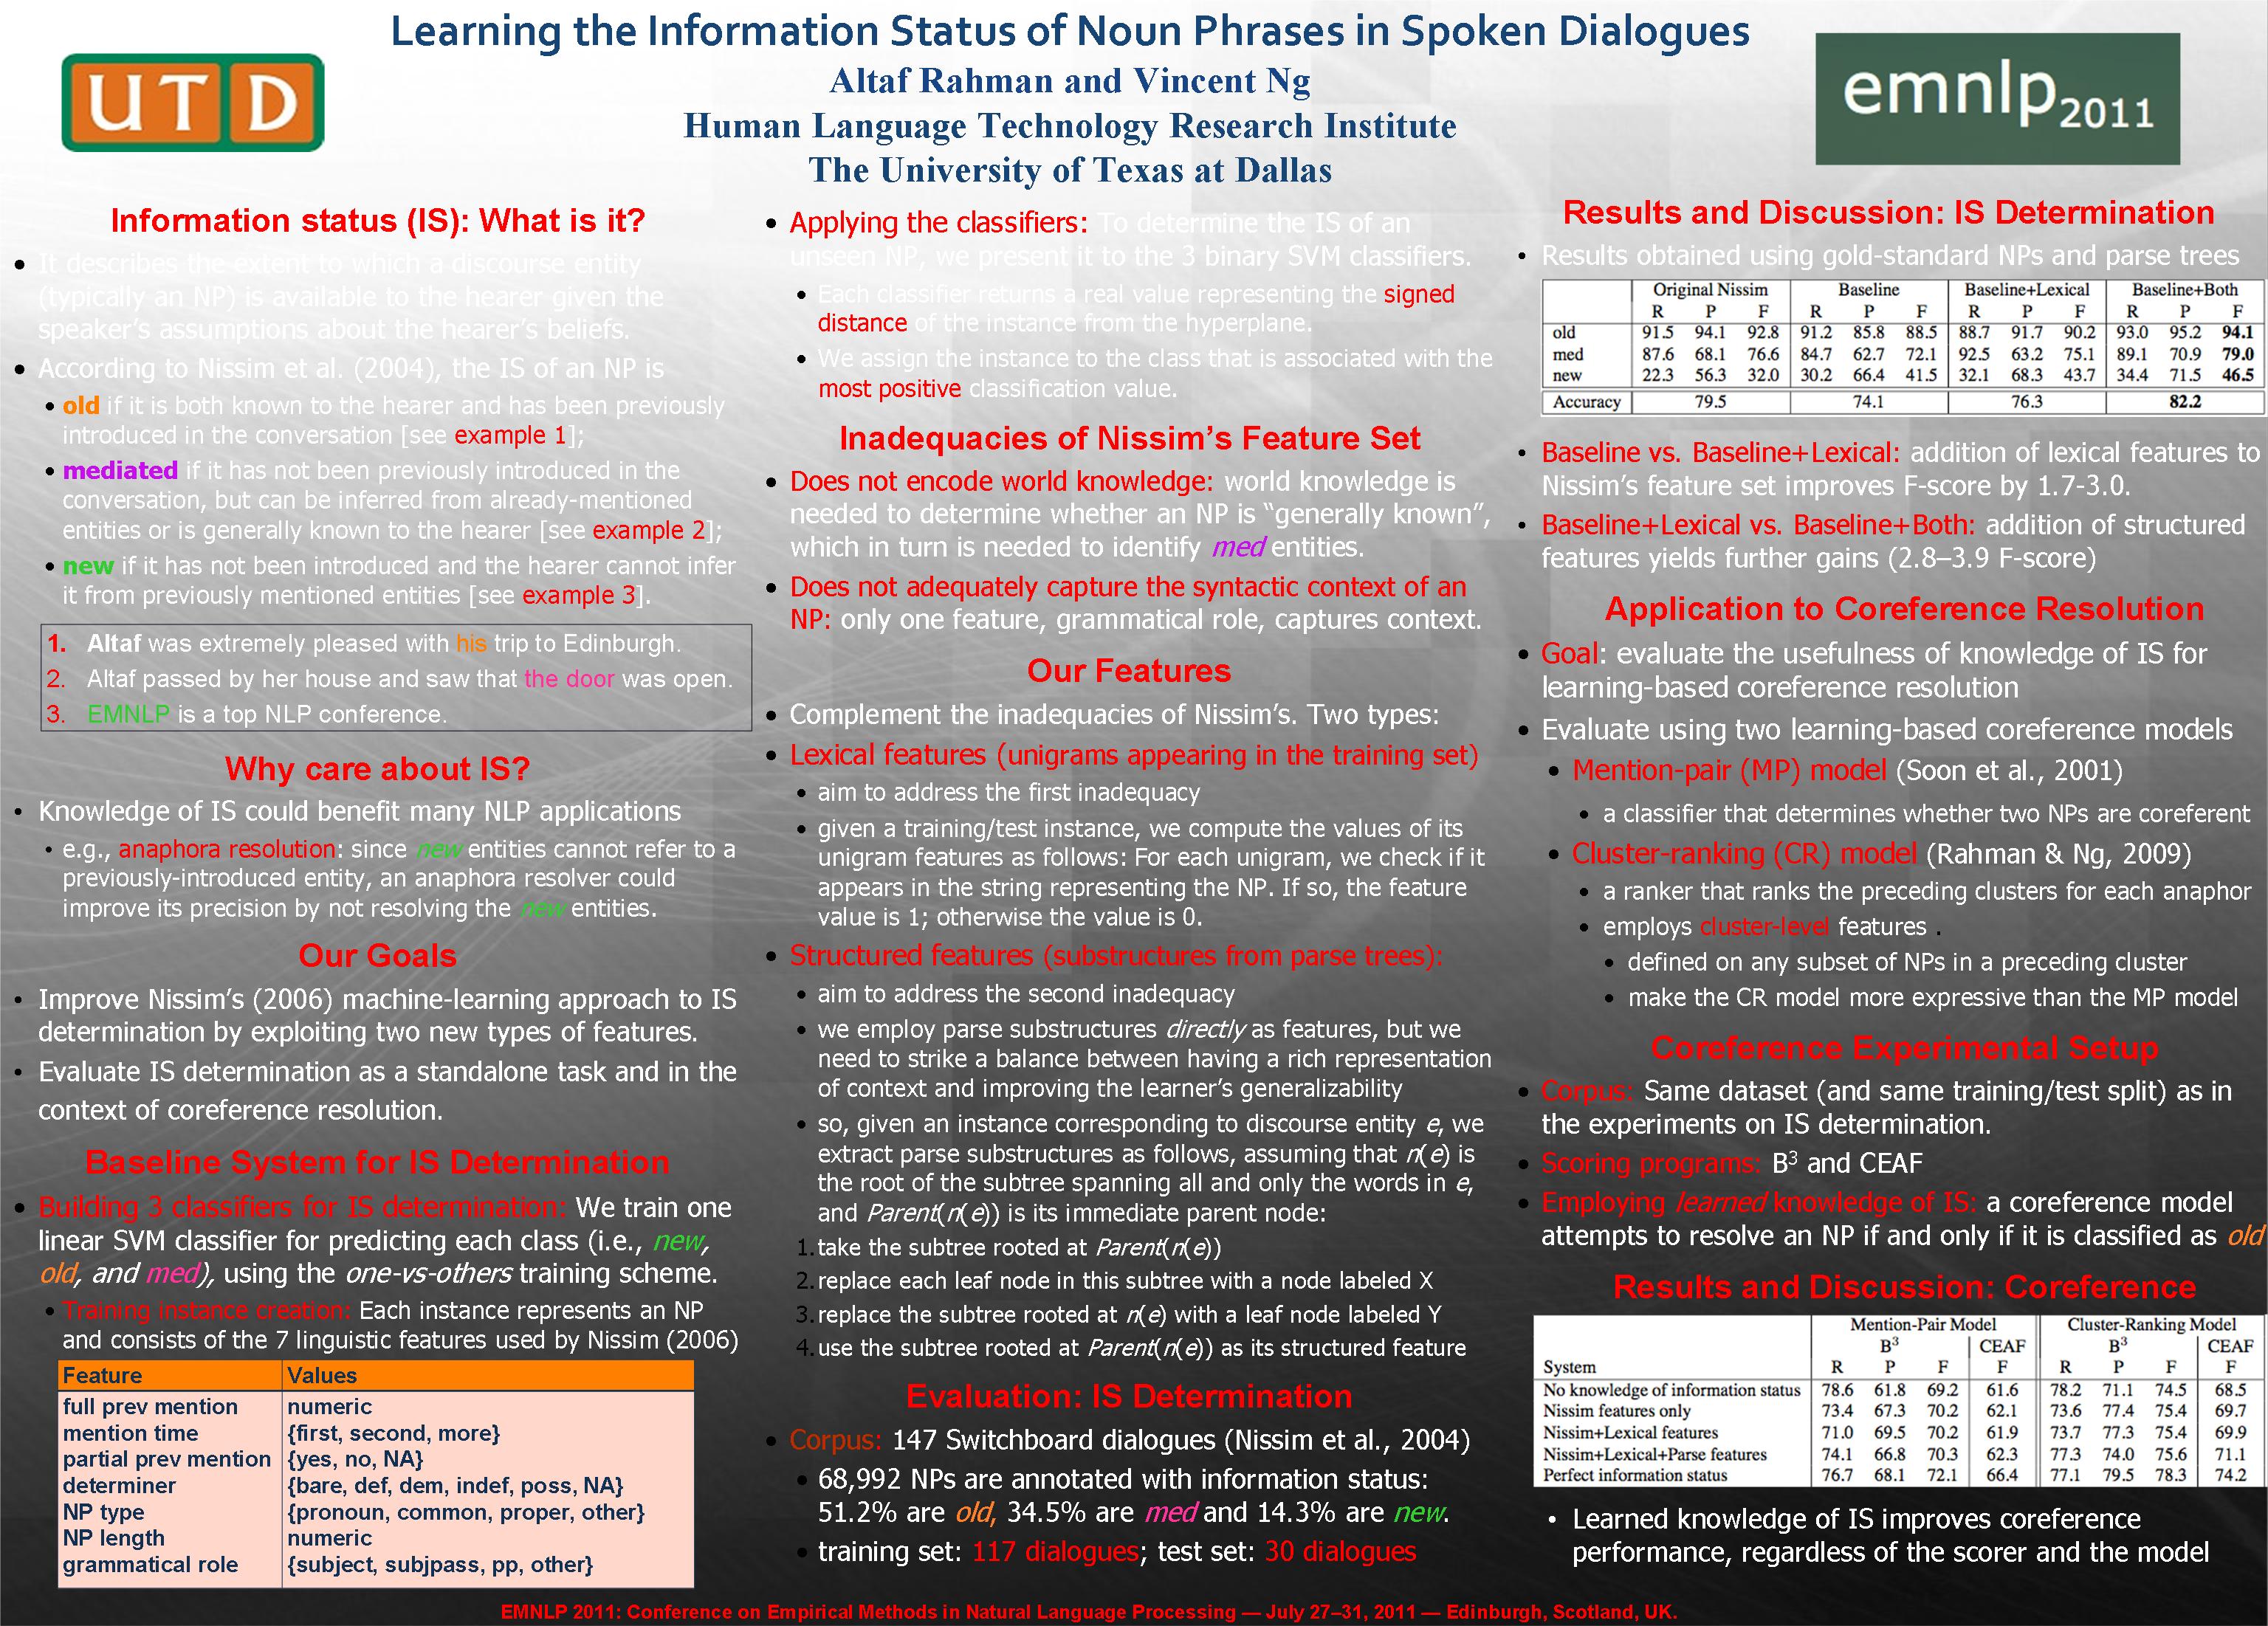 Learning the Information Status of Noun Phrases in Spoken Dialogues
Altaf Rahman and Vincent Ng
Human Language Technology Research Institute
The University of Texas at Dallas
UTD
emnlp2011
Information status (IS): What is it?
• It describes the extent to which a discourse entity
(typically an NP) is available to the hearer given the
speaker's assumptions about the hearer's beliefs.
• According to Nissim et al. (2004), the IS of an NP is
• old if it is both known to the hearer and has been previously
introduced in the conversation [see example 1];
• mediated if it has not been previously introduced in the
conversation, but can be inferred from already-mentioned
entities or is generally known to the hearer [see example 2];
• new if it has not been introduced and the hearer cannot infer
it from previously mentioned entities [see example 3].
1. Altaf was extremely pleased with his trip to Edinburgh.
2. Altaf passed by her house and saw that the door was open.
3. EMNLP is a top NLP conference.
Why care about IS?
• Knowledge of IS could benefit many NLP applications
• e.g., anaphora resolution: since new entities cannot refer to a
previously-introduced entity, an anaphora resolver could
improve its precision by not resolving the new entities.
Our Goals
• Improve Nissim's (2006) machine-learning approach to IS
determination by exploiting two new types of features.
• Evaluate IS determination as a standalone task and in the
context of coreference resolution.
Baseline System for IS Determination
• Building 3 classifiers for IS determination: We train one
linear SVM classifier for predicting each class (i.e., new,
old, and med), using the one-vs-others training scheme.
• Training instance creation: Each instance represents an NP
and consists of the 7 linguistic features used by Nissim (2006)
Feature Values
full prev mention numeric
mention time {first, second, more}
partial prev mention {yes, no, NA}
determiner {bare, def, dem, indef, poss, NA}
NP type {pronoun, common, proper, other}
NP length numeric
grammatical role {subject, subjpass, pp, other}
• Applying the classifiers: To determine the IS of an
unseen NP, we present it to the 3 binary SVM classifiers.
• Each classifier returns a real value representing the signed
distance of the instance from the hyperplane.
• We assign the instance to the class that is associated with the
most positive classification value.
Inadequacies of Nissim's Feature Set
• Does not encode world knowledge: world knowledge is
needed to determine whether an NP is “generally known”,
which in turn is needed to identify med entities.
• Does not adequately capture the syntactic context of an
NP: only one feature, grammatical role, captures context.
Our Features
• Complement the inadequacies of Nissim's. Two types:
• Lexical features (unigrams appearing in the training set)
• aim to address the first inadequacy
• given a training/test instance, we compute the values of its
unigram features as follows: For each unigram, we check if it
appears in the string representing the NP. If so, the feature
value is 1; otherwise the value is 0.
• Structured features (substructures from parse trees):
• aim to address the second inadequacy
• we employ parse substructures directly as features, but we
need to strike a balance between having a rich representation
of context and improving the learner's generalizability
• so, given an instance corresponding to discourse entity e, we
extract parse substructures as follows, assuming that n(e) is
the root of the subtree spanning all and only the words in e,
and Parent(n(e)) is its immediate parent node:
1. take the subtree rooted at Parent(n(e))
2. replace each leaf node in this subtree with a node labeled X
3. replace the subtree rooted at n(e) with a leaf node labeled Y
4. use the subtree rooted at Parent(n(e)) as its structured feature
Evaluation: IS Determination
• Corpus: 147 Switchboard dialogues (Nissim et al., 2004)
• 68,992 NPs are annotated with information status:
51.2% are old, 34.5% are med and 14.3% are new.
• training set: 117 dialogues; test set: 30 dialogues
Results and Discussion: IS Determination
• Results obtained using gold-standard NPs and parse trees
Original Nissim Baseline Baseline+Lexical Baseline+Both
R P F R P F R P F R P F
old 91.5 94.1 92.8 91.2 85.8 88.5 88.7 91.7 90.2 93.0 95.2 94.1
med 87.6 68.1 76.6 84.7 62.7 72.1 92.5 63.2 75.1 89.1 70.9 79.0
new 22.3 56.3 32.0 30.2 66.4 41.5 32.1 68.3 43.7 34.4 71.5 46.5
Accuracy 79.5 74.1 76.3 82.2
• Baseline vs. Baseline+Lexical: addition of lexical features to
Nissim's feature set improves F-score by 1.7-3.0.
• Baseline+Lexical vs. Baseline+Both: addition of structured
features yields further gains (2.8–3.9 F-score)
Application to Coreference Resolution
• Goal: evaluate the usefulness of knowledge of IS for
learning-based coreference resolution
• Evaluate using two learning-based coreference models
• Mention-pair (MP) model (Soon et al., 2001)
• a classifier that determines whether two NPs are coreferent
• Cluster-ranking (CR) model (Rahman & Ng, 2009)
• a ranker that ranks the preceding clusters for each anaphor
• employs cluster-level features .
• defined on any subset of NPs in a preceding cluster
• make the CR model more expressive than the MP model
Coreference Experimental Setup
• Corpus: Same dataset (and same training/test split) as in
the experiments on IS determination.
• Scoring programs: B³ and CEAF
• Employing learned knowledge of IS: a coreference model
attempts to resolve an NP if and only if it is classified as old
Results and Discussion: Coreference
Mention-Pair Model Cluster-Ranking Model
B³ CEAF B³ CEAF
System R P F F R P F F
No knowledge of information status 78.6 61.8 69.2 61.6 78.2 71.1 74.5 68.5
Nissim features only 73.4 67.3 70.2 62.1 73.6 77.4 75.4 69.7
Nissim+Lexical features 71.0 69.5 70.2 61.9 73.7 77.3 75.4 69.9
Nissim+Lexical+Parse features 74.1 66.8 70.3 62.3 77.3 74.0 75.6 71.1
Perfect information status 76.7 68.1 72.1 66.4 77.1 79.5 78.3 74.2
• Learned knowledge of IS improves coreference
performance, regardless of the scorer and the model
EMNLP 2011: Conference on Empirical Methods in Natural Language Processing — July 27–31, 2011 — Edinburgh, Scotland, UK.